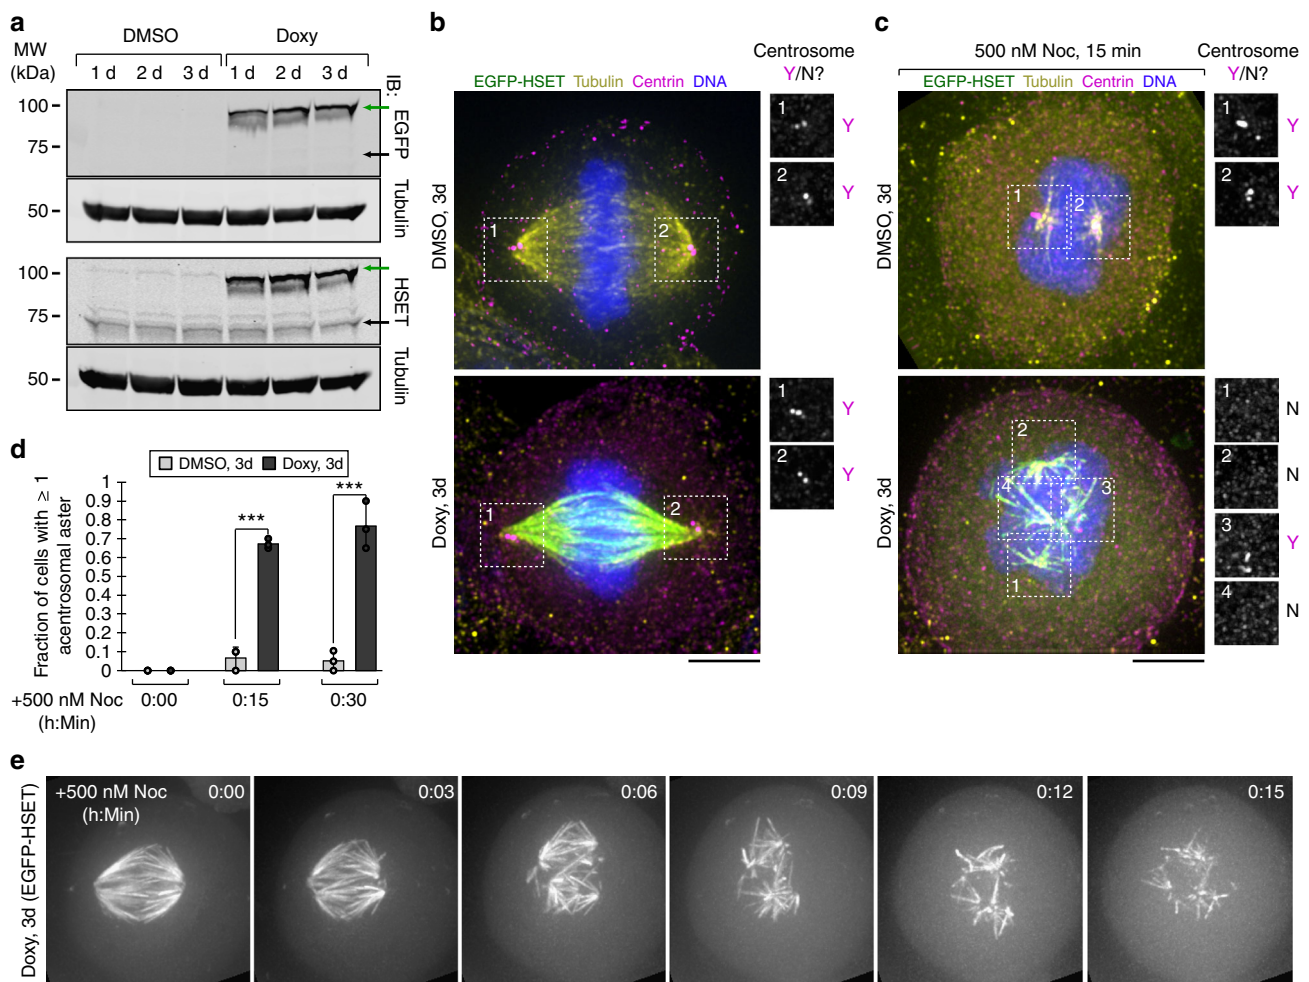 a
DMSO Doxy
MW
(kDa)
1 d 2 d 3 d 1 d 2 d 3 d
IB:
100
75
EGFP
50
Tubulin
100
75
HSET
50
Tubulin
b
Centrosome
Y/N?
EGFP-HSET Tubulin Centrin DNA
DMSO, 3d
1 2
1 Y
2 Y
Doxy, 3d
1 2
1 Y
2 Y
c
500 nM Noc, 15 min
Centrosome
Y/N?
EGFP-HSET Tubulin Centrin DNA
DMSO, 3d
1 2
1 Y
2 Y
Doxy, 3d
2
4 3
1
1 N
2 N
3 Y
4 N
d
DMSO, 3d Doxy, 3d
Fraction of cells with ≥ 1
acentrosomal aster
1
0.9
0.8
0.7
0.6
0.5
0.4
0.3
0.2
0.1
0
*** ***
+500 nM Noc
(h:Min)
0:00 0:15 0:30
e
Doxy, 3d (EGFP-HSET)
+500 nM Noc
(h:Min)
0:00 0:03 0:06 0:09 0:12 0:15